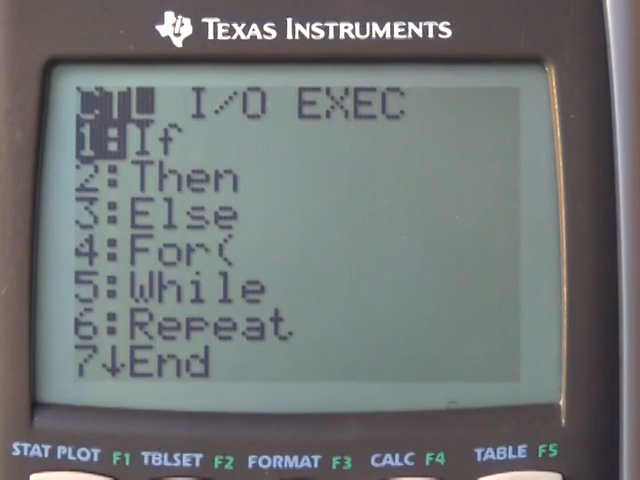 TEXAS INSTRUMENTS
CTL I/O EXEC
1:If
2:Then
3:Else
4:For(
5:While
6:Repeat
7↓End
STAT PLOT F1 TBLSET F2 FORMAT F3 CALC F4 TABLE F5